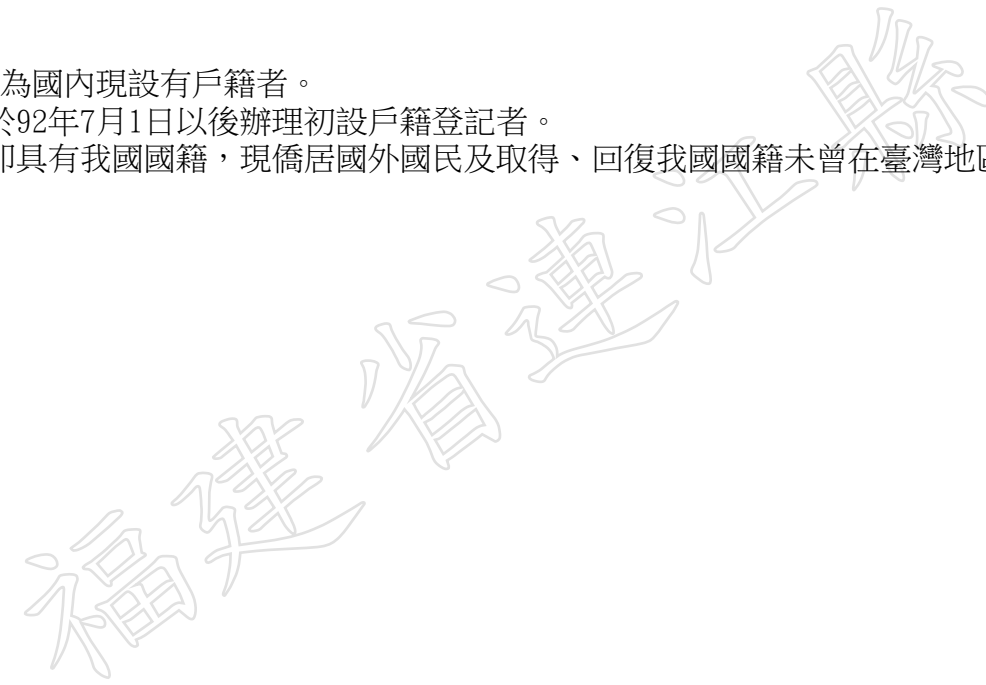 為國內現設有戶籍者。
於92年7月1日以後辦理初設戶籍登記者。
即具有我國國籍，現僑居國外國民及取得、回復我國國籍未曾在臺灣地區
福建省連江縣